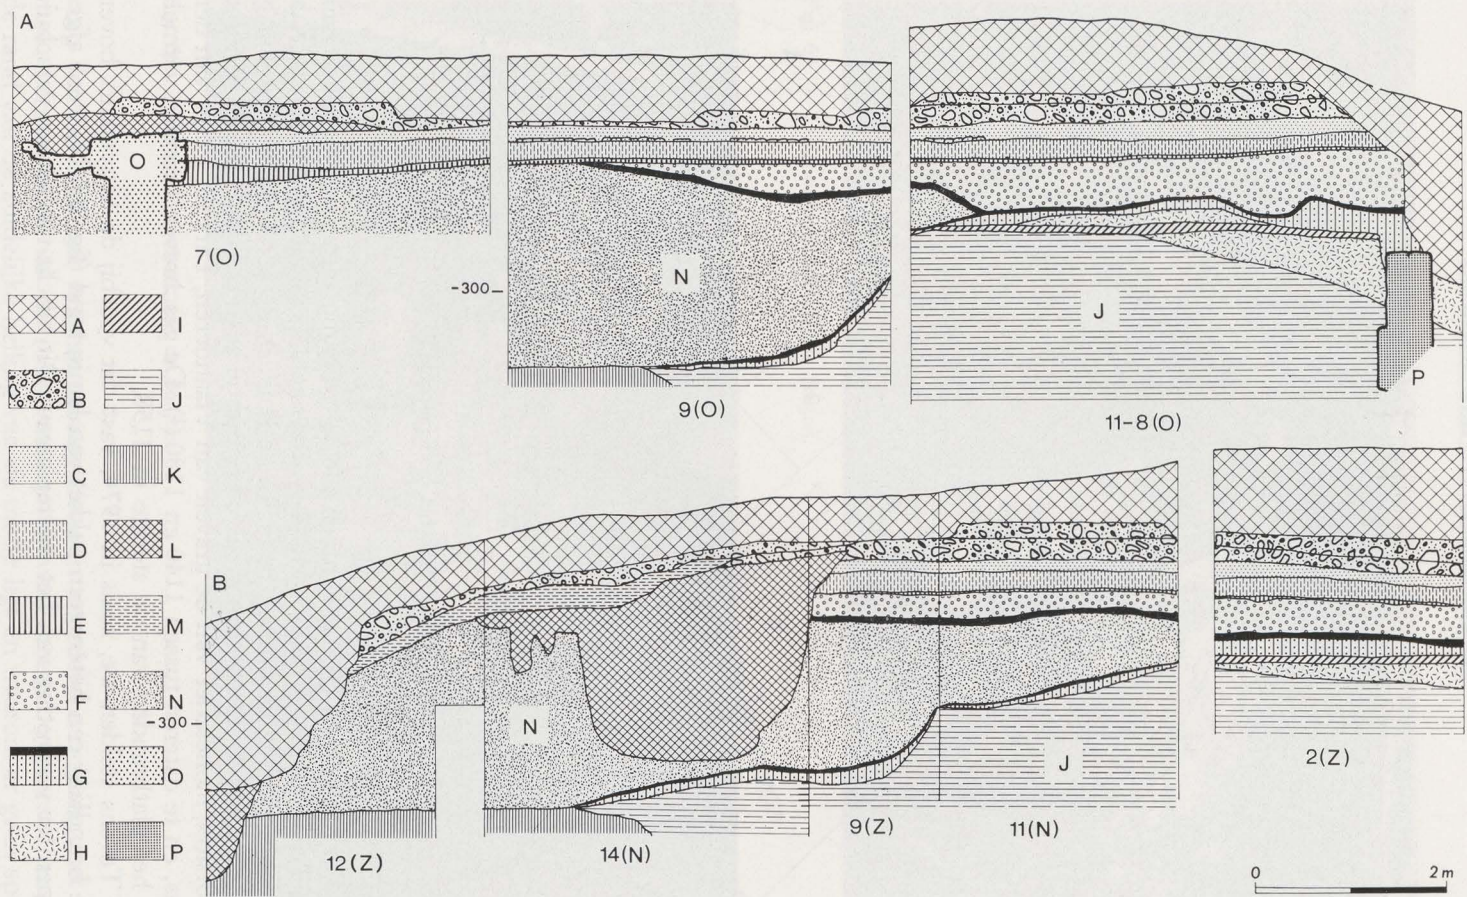 A
O
7(O)
-300
N
9(O)
J
P
11-8(O)
A I
B J
C K
D L
E M
F N
G O
H P
B
-300
N
J
12(Z)
14(N)
9(Z)
11(N)
2(Z)
0 2 m